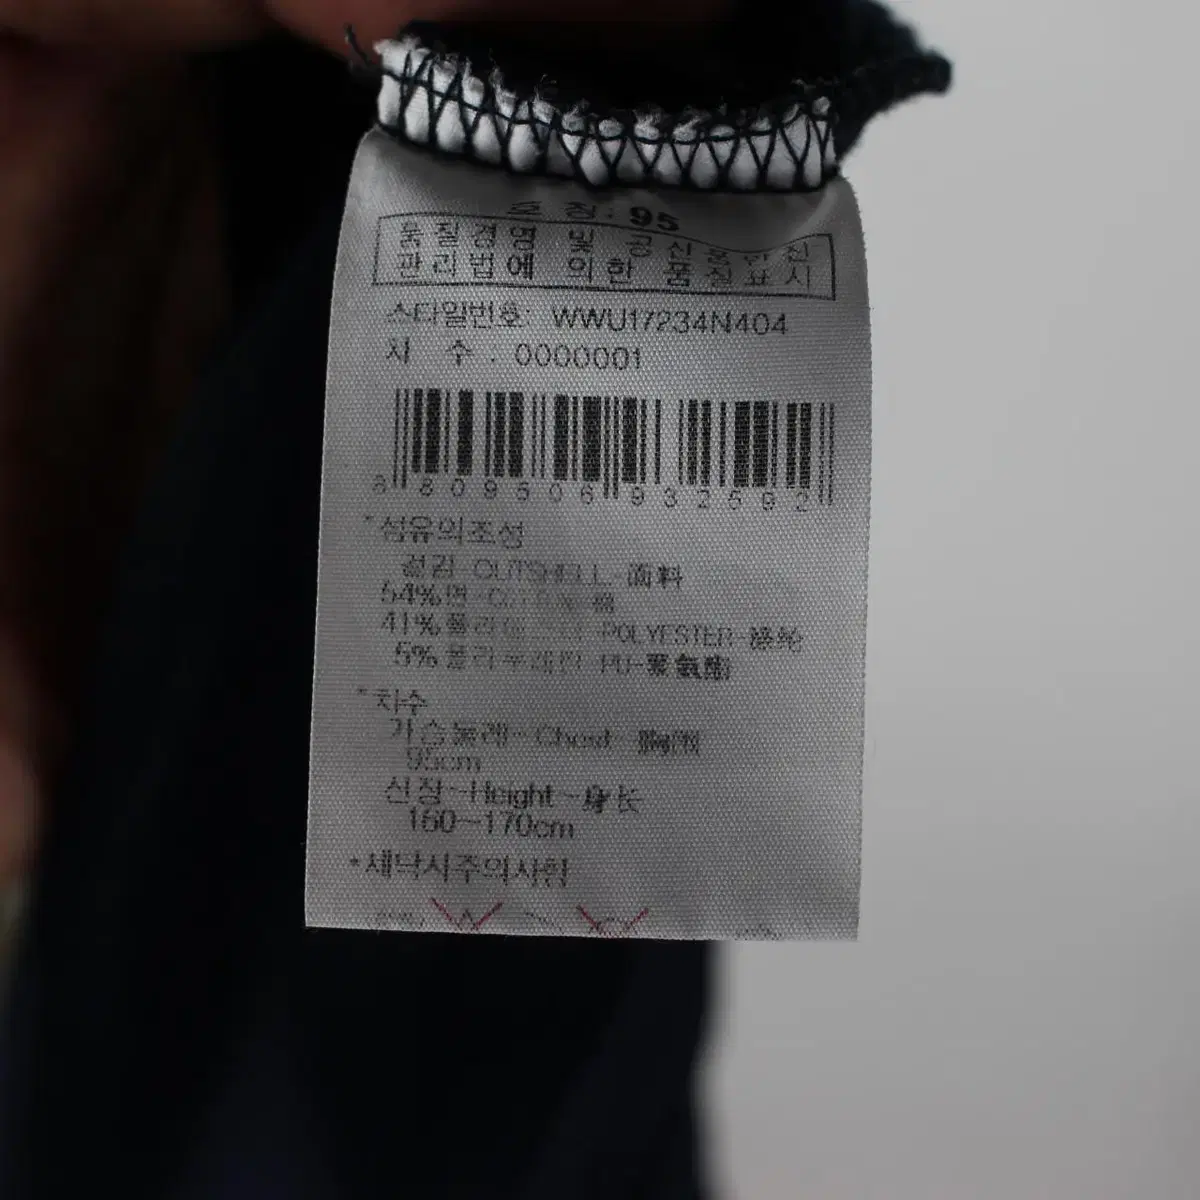 호 칭: 95
품질경영 및 공산품안전
관리법에 의한 품질표시
스타일번호: WWU17234N404
차 수 : 0000001
8 809506 932592
*섬유의조성
겉감-OUTSHELL-面料
54%면-COTTON-棉
41%폴리에스터-POLYESTER-涤纶
5%폴리우레탄-PU-聚氨酯
*치수
가슴둘레-Chest-胸围
95cm
신장-Height-身长
160~170cm
*세탁시주의사항